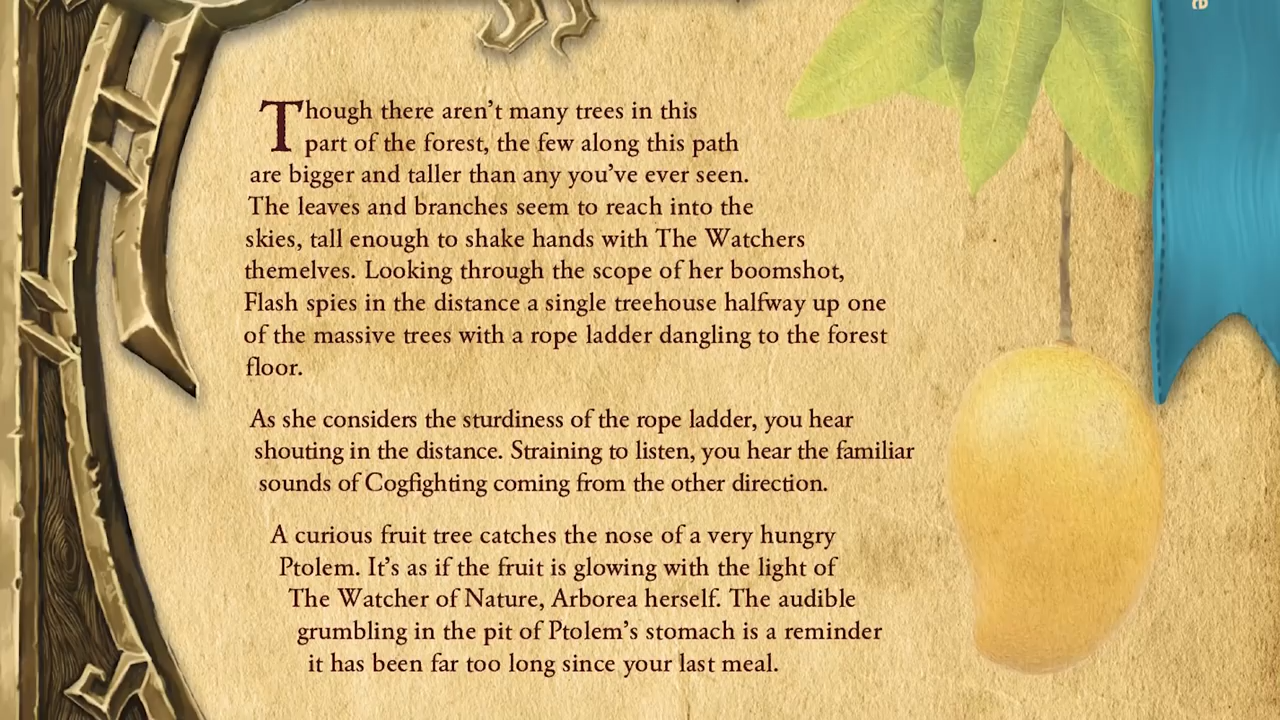 Though there aren't many trees in this
part of the forest, the few along this path
are bigger and taller than any you've ever seen.
The leaves and branches seem to reach into the
skies, tall enough to shake hands with The Watchers
themelves. Looking through the scope of her boomshot,
Flash spies in the distance a single treehouse halfway up one
of the massive trees with a rope ladder dangling to the forest
floor.
As she considers the sturdiness of the rope ladder, you hear
shouting in the distance. Straining to listen, you hear the familiar
sounds of Cogfighting coming from the other direction.
A curious fruit tree catches the nose of a very hungry
Ptolem. It's as if the fruit is glowing with the light of
The Watcher of Nature, Arborea herself. The audible
grumbling in the pit of Ptolem's stomach is a reminder
it has been far too long since your last meal.